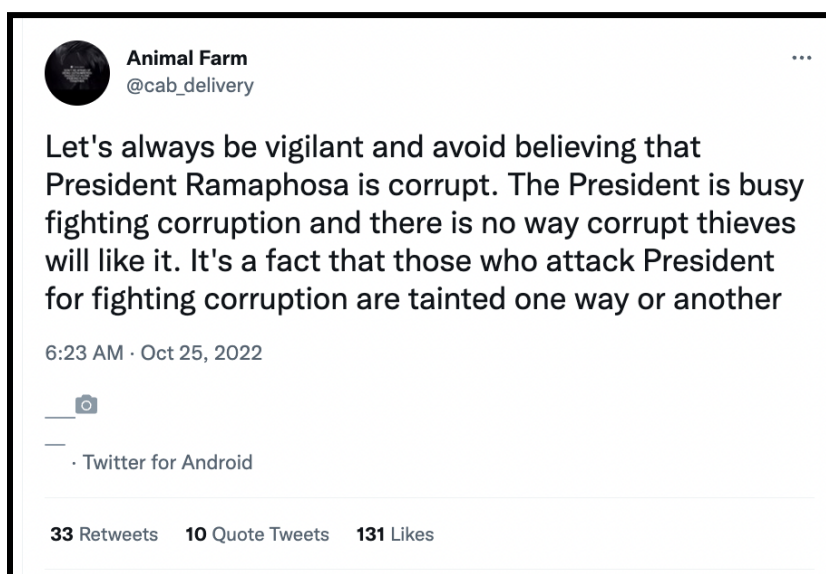 Animal Farm
@cab_delivery
Let's always be vigilant and avoid believing that
President Ramaphosa is corrupt. The President is busy
fighting corruption and there is no way corrupt thieves
will like it. It's a fact that those who attack President
for fighting corruption are tainted one way or another
6:23 AM · Oct 25, 2022
· Twitter for Android
33 Retweets 10 Quote Tweets 131 Likes